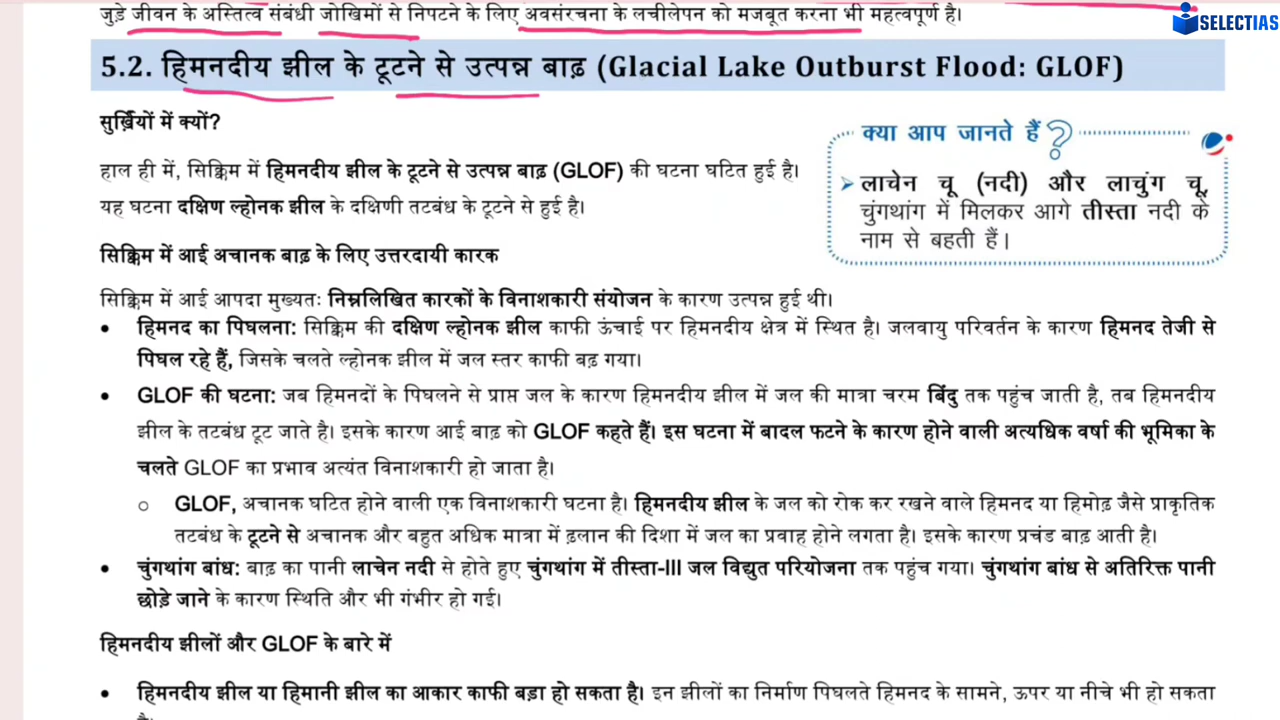 जुड़े जीवन के अस्तित्व संबंधी जोखिमों से निपटने के लिए अवसंरचना के लचीलेपन को मजबूत करना भी महत्वपूर्ण है।
SELECTIAS
5.2. हिमनदीय झील के टूटने से उत्पन्न बाढ़ (Glacial Lake Outburst Flood: GLOF)
सुर्ख़ियों में क्यों?
हाल ही में, सिक्किम में हिमनदीय झील के टूटने से उत्पन्न बाढ़ (GLOF) की घटना घटित हुई है।
यह घटना दक्षिण ल्होनक झील के दक्षिणी तटबंध के टूटने से हुई है।
क्या आप जानते हैं ?
लाचेन चू (नदी) और लाचुंग चू,
चुंगथांग में मिलकर आगे तीस्ता नदी के
नाम से बहती हैं।
सिक्किम में आई अचानक बाढ़ के लिए उत्तरदायी कारक
सिक्किम में आई आपदा मुख्यतः निम्नलिखित कारकों के विनाशकारी संयोजन के कारण उत्पन्न हुई थी।
• हिमनद का पिघलना: सिक्किम की दक्षिण ल्होनक झील काफी ऊंचाई पर हिमनदीय क्षेत्र में स्थित है। जलवायु परिवर्तन के कारण हिमनद तेजी से
पिघल रहे हैं, जिसके चलते ल्होनक झील में जल स्तर काफी बढ़ गया।
• GLOF की घटना: जब हिमनदों के पिघलने से प्राप्त जल के कारण हिमनदीय झील में जल की मात्रा चरम बिंदु तक पहुंच जाती है, तब हिमनदीय
झील के तटबंध टूट जाते है। इसके कारण आई बाढ़ को GLOF कहते हैं। इस घटना में बादल फटने के कारण होने वाली अत्यधिक वर्षा की भूमिका के
चलते GLOF का प्रभाव अत्यंत विनाशकारी हो जाता है।
o GLOF, अचानक घटित होने वाली एक विनाशकारी घटना है। हिमनदीय झील के जल को रोक कर रखने वाले हिमनद या हिमोढ़ जैसे प्राकृतिक
तटबंध के टूटने से अचानक और बहुत अधिक मात्रा में ढ़लान की दिशा में जल का प्रवाह होने लगता है। इसके कारण प्रचंड बाढ़ आती है।
• चुंगथांग बांध: बाढ़ का पानी लाचेन नदी से होते हुए चुंगथांग में तीस्ता-III जल विद्युत परियोजना तक पहुंच गया। चुंगथांग बांध से अतिरिक्त पानी
छोड़े जाने के कारण स्थिति और भी गंभीर हो गई।
हिमनदीय झीलों और GLOF के बारे में
• हिमनदीय झील या हिमानी झील का आकार काफी बड़ा हो सकता है। इन झीलों का निर्माण पिघलते हिमनद के सामने, ऊपर या नीचे भी हो सकता